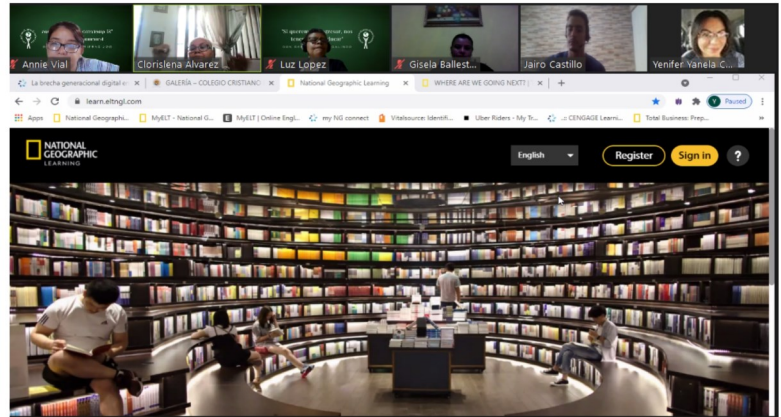 Annie Vial
Clorislena Alvarez
Luz Lopez
Gisela Ballest...
Jairo Castillo
Yenifer Yanela C...
La brecha generacional digital e
GALERÍA – COLEGIO CRISTIANO
National Geographic Learning
WHERE ARE WE GOING NEXT?
learn.eltngl.com
Paused
Apps
National Geographi...
MyELT - National G...
MyELT | Online Engl...
my NG connect
Vitalsource: Identifi...
Uber Riders - My Tr...
.:: CENGAGE Learni...
Total Business: Prep...
NATIONAL
GEOGRAPHIC
LEARNING
English
Register
Sign in
?